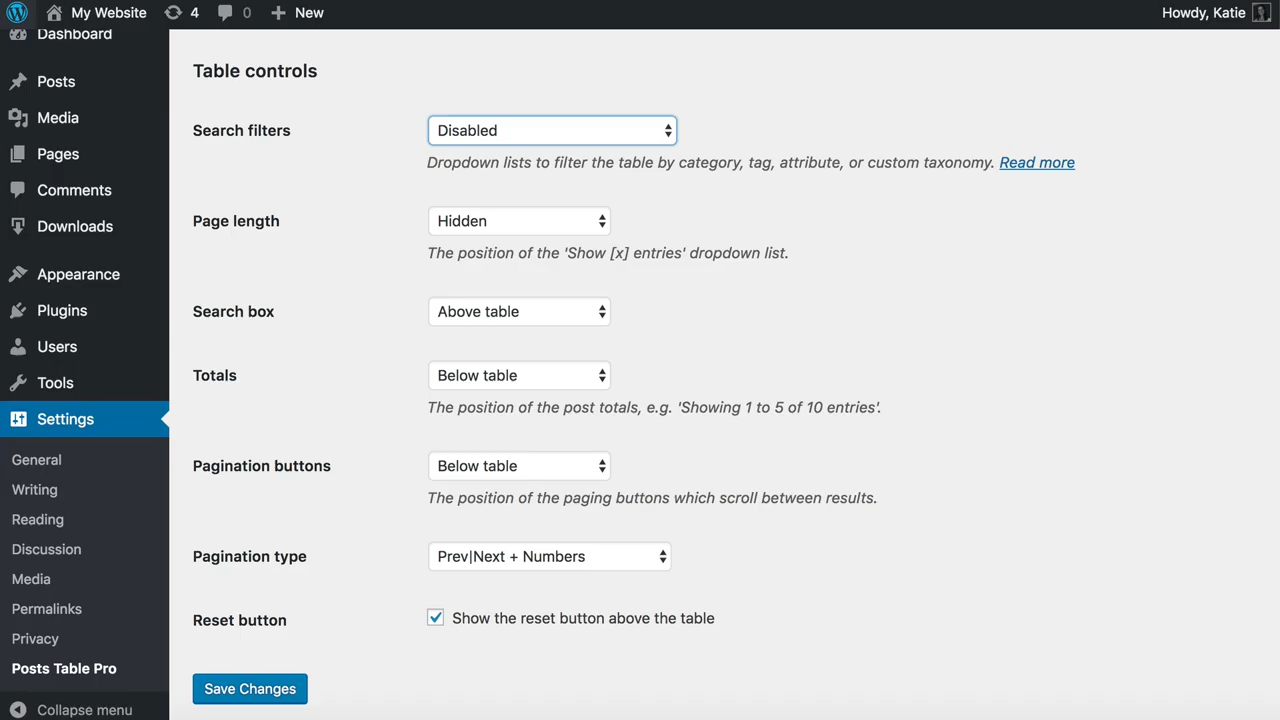 My Website 4 0 New Howdy, Katie
Dashboard
Posts
Media
Pages
Comments
Downloads
Appearance
Plugins
Users
Tools
Settings
General
Writing
Reading
Discussion
Media
Permalinks
Privacy
Posts Table Pro
Collapse menu
Table controls
Search filters Disabled
Dropdown lists to filter the table by category, tag, attribute, or custom taxonomy. Read more
Page length Hidden
The position of the 'Show [x] entries' dropdown list.
Search box Above table
Totals Below table
The position of the post totals, e.g. 'Showing 1 to 5 of 10 entries'.
Pagination buttons Below table
The position of the paging buttons which scroll between results.
Pagination type Prev|Next + Numbers
Reset button Show the reset button above the table
Save Changes